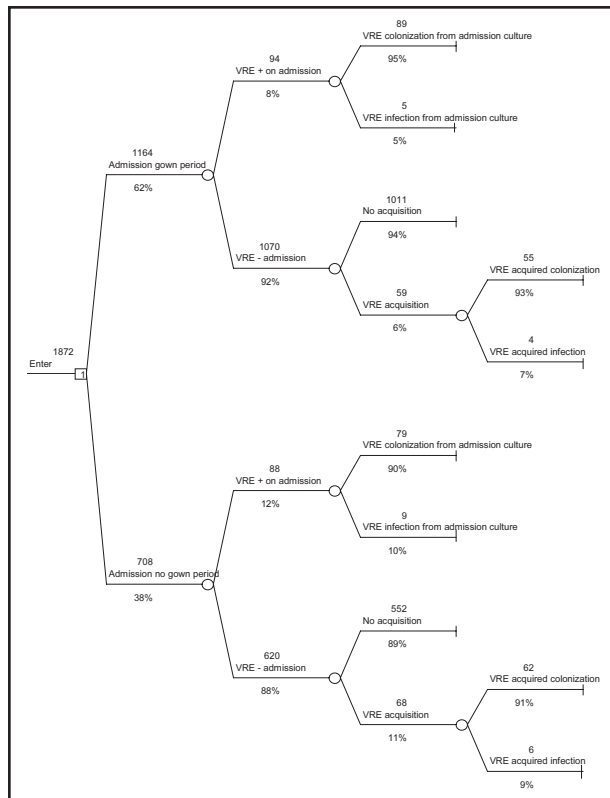 89
VRE colonization from admission culture
95%
94
VRE + on admission
8%
5
VRE infection from admission culture
5%
1164
Admission gown period
62%
1011
No acquisition
94%
1070
VRE - admission
92%
55
VRE acquired colonization
93%
59
VRE acquisition
6%
4
VRE acquired infection
7%
1872
Enter
1
79
VRE colonization from admission culture
90%
88
VRE + on admission
12%
9
VRE infection from admission culture
10%
708
Admission no gown period
38%
552
No acquisition
89%
620
VRE - admission
88%
62
VRE acquired colonization
91%
68
VRE acquisition
11%
6
VRE acquired infection
9%